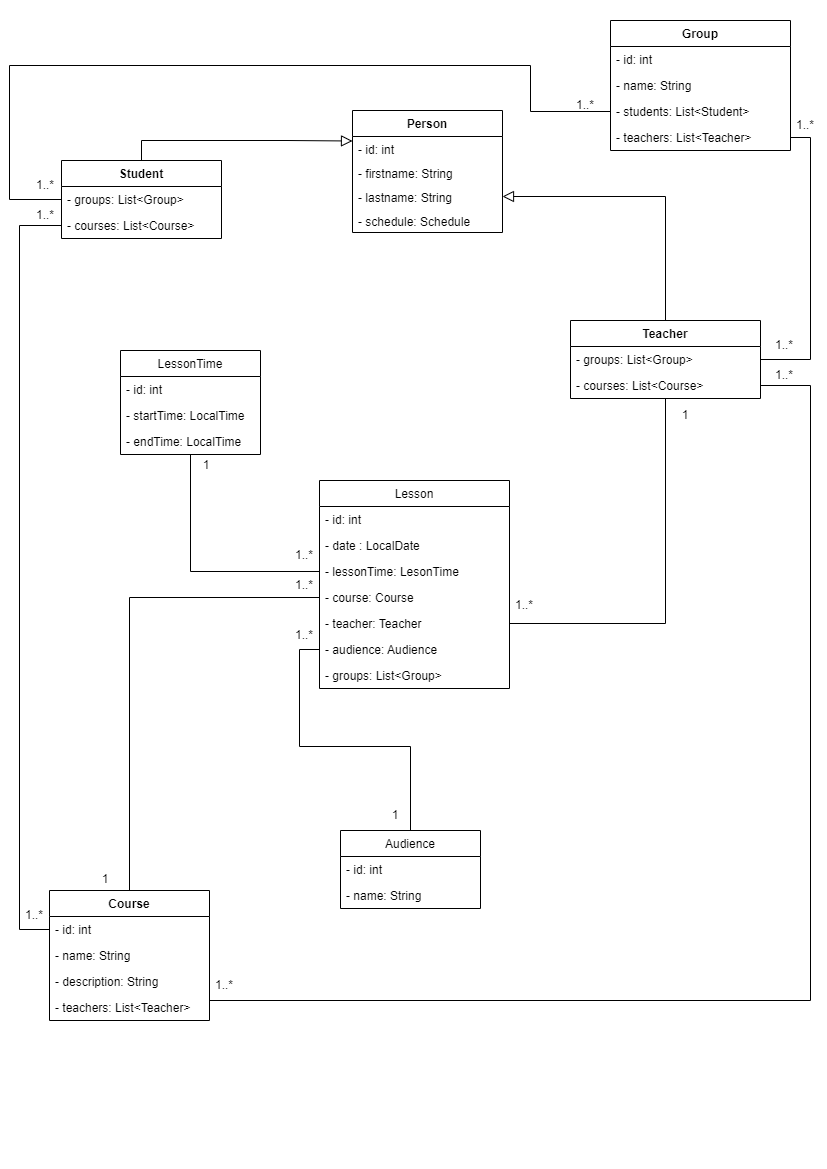 Group
- id: int
- name: String
- students: List<Student>
- teachers: List<Teacher>
1..*
1..*
Person
- id: int
- firstname: String
- lastname: String
- schedule: Schedule
Student
- groups: List<Group>
- courses: List<Course>
1..*
1..*
Teacher
- groups: List<Group>
- courses: List<Course>
1..*
1..*
1
LessonTime
- id: int
- startTime: LocalTime
- endTime: LocalTime
1
Lesson
- id: int
- date : LocalDate
- lessonTime: LesonTime
- course: Course
- teacher: Teacher
- audience: Audience
- groups: List<Group>
1..*
1..*
1..*
1..*
1
Audience
- id: int
- name: String
1
Course
- id: int
- name: String
- description: String
- teachers: List<Teacher>
1..*
1..*